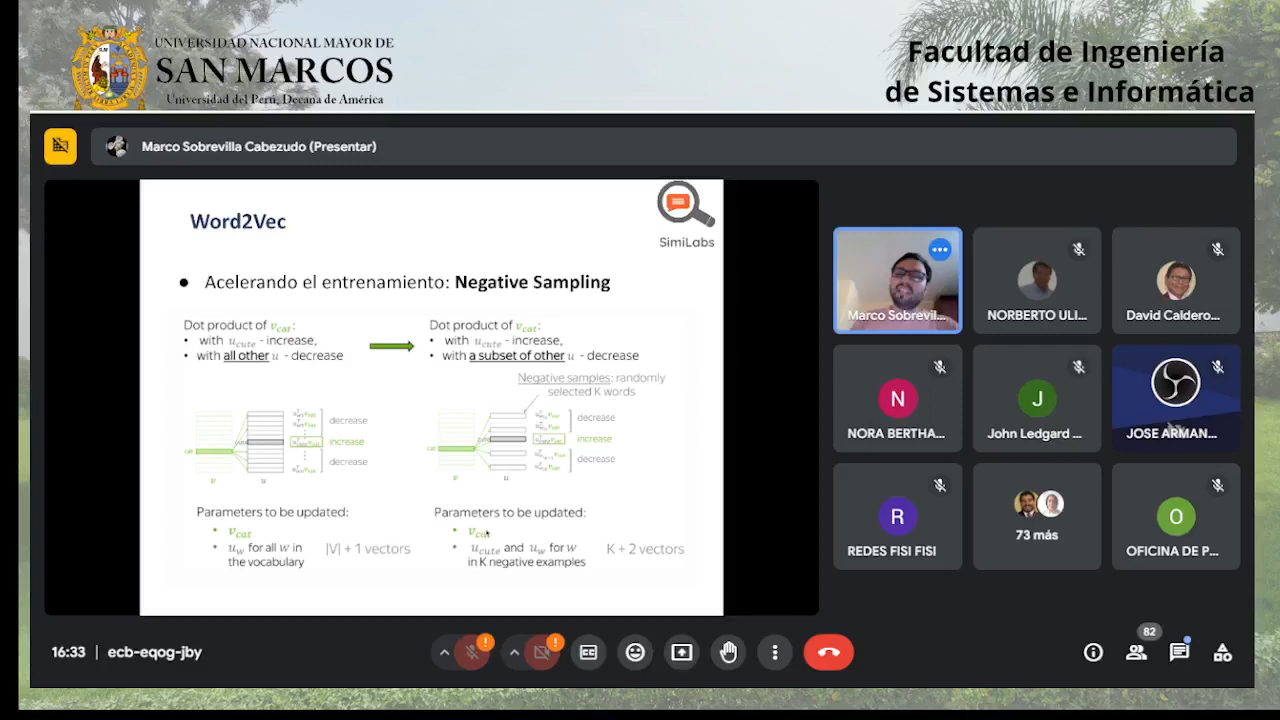 UNIVERSIDAD NACIONAL MAYOR DE
SAN MARCOS
Universidad del Perú, Decana de América
Facultad de Ingeniería
de Sistemas e Informática
Marco Sobrevilla Cabezudo (Presentar)
Word2Vec
SimiLabs
● Acelerando el entrenamiento: Negative Sampling
Dot product of v_cat:
• with u_cute - increase,
• with all other u - decrease
Dot product of v_cat:
• with u_cute - increase,
• with a subset of other u - decrease
Negative samples: randomly
selected K words
decrease
increase
decrease
cat
v
u
decrease
increase
decrease
cat
v
u
Parameters to be updated:
• v_cat
• u_w for all w in
the vocabulary
|V| + 1 vectors
Parameters to be updated:
• v_cat
• u_cute and u_w for w
in K negative examples
K + 2 vectors
Marco Sobrevil...
NORBERTO ULI...
David Caldero...
N
NORA BERTHA...
J
John Ledgard ...
JOSE ARMAN...
R
REDES FISI FISI
73 más
O
OFICINA DE P...
16:33 | ecb-eqog-jby
82